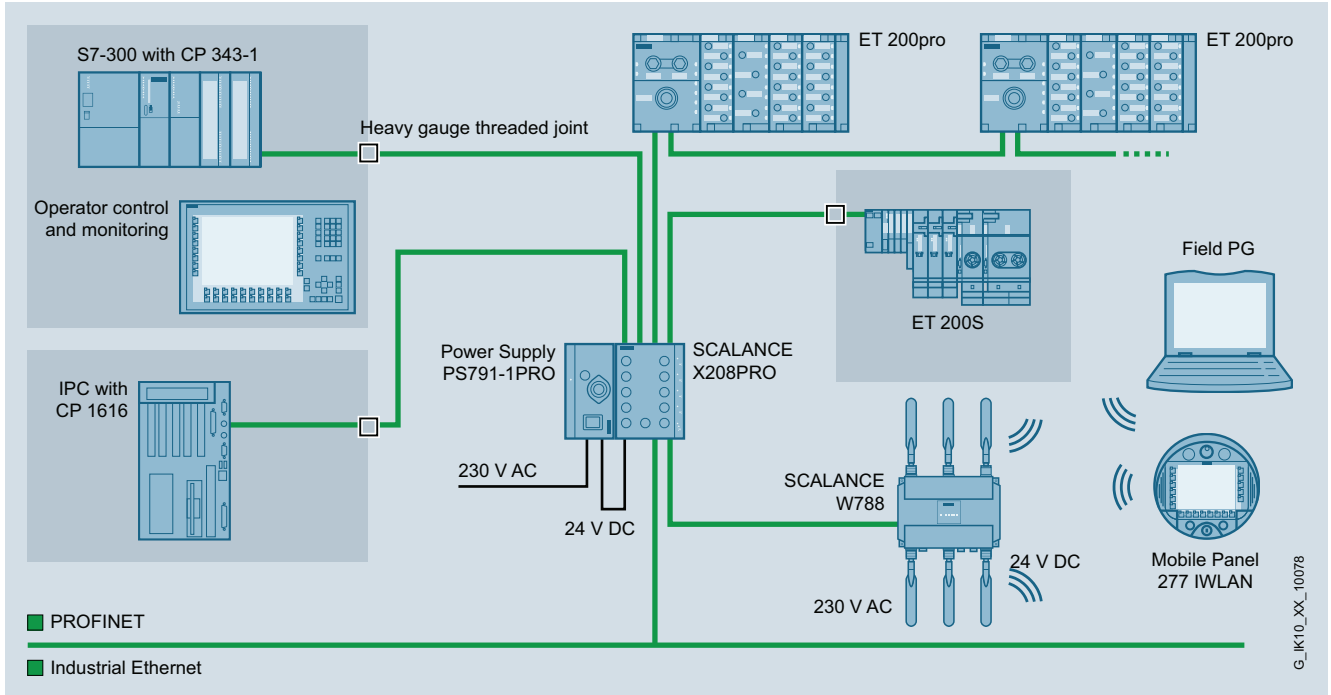 S7-300 with CP 343-1
ET 200pro
ET 200pro
Heavy gauge threaded joint
Operator control
and monitoring
Field PG
ET 200S
Power Supply
PS791-1PRO
SCALANCE
X208PRO
IPC with
CP 1616
230 V AC
24 V DC
SCALANCE
W788
24 V DC
230 V AC
Mobile Panel
277 IWLAN
PROFINET
Industrial Ethernet
G_IK10_XX_10078